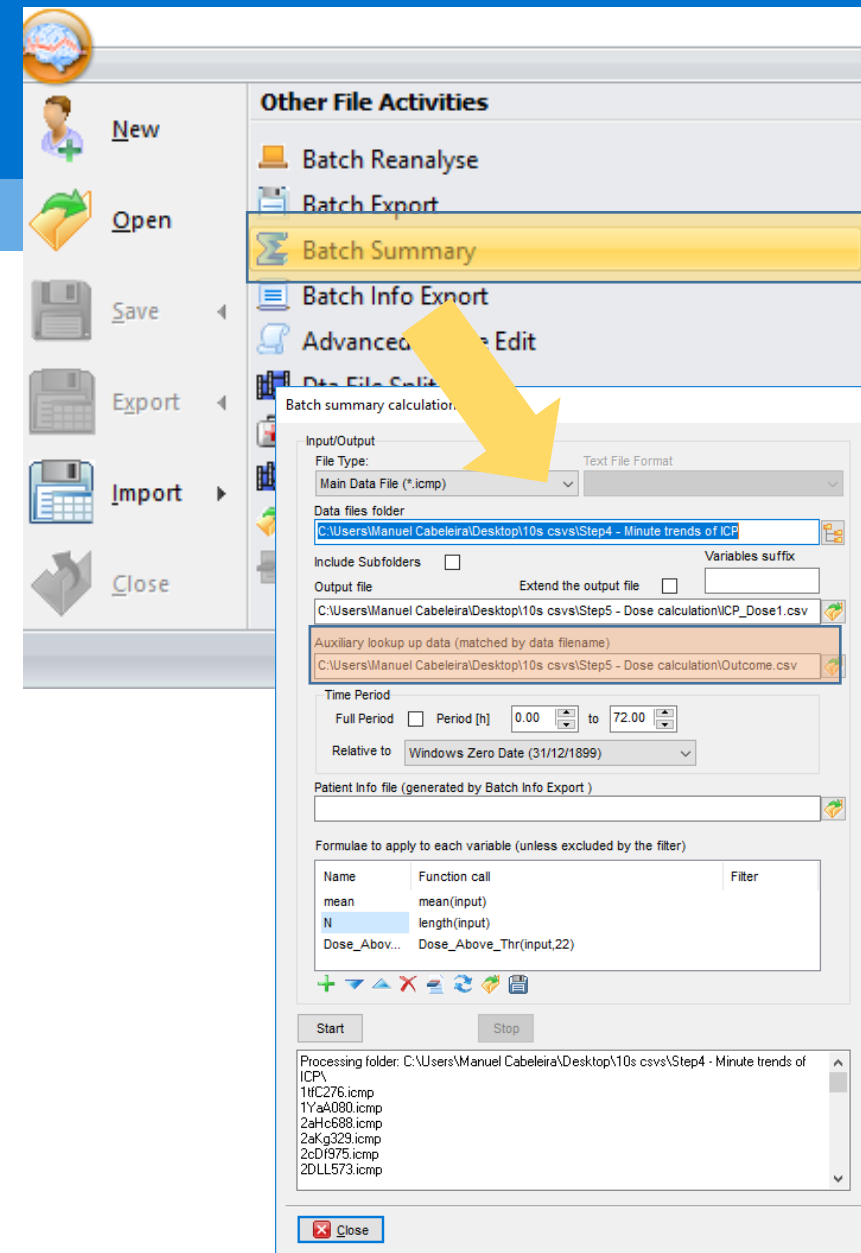 New
Open
Save
Export
Import
Close
Other File Activities
Batch Reanalyse
Batch Export
Batch Summary
Batch Info Export
Advanced Edit
Dta File Split
Batch summary calculation
Input/Output
File Type:
Text File Format
Main Data File (*.icmp)
Data files folder
C:\Users\Manuel Cabeleira\Desktop\10s csvs\Step4 - Minute trends of ICP
Include Subfolders
Variables suffix
Output file
Extend the output file
C:\Users\Manuel Cabeleira\Desktop\10s csvs\Step5 - Dose calculation\ICP_Dose1.csv
Auxiliary lookup up data (matched by data filename)
C:\Users\Manuel Cabeleira\Desktop\10s csvs\Step5 - Dose calculation\Outcome.csv
Time Period
Full Period Period [h] 0.00 to 72.00
Relative to Windows Zero Date (31/12/1899)
Patient Info file (generated by Batch Info Export )
Formulae to apply to each variable (unless excluded by the filter)
Name Function call Filter
mean mean(input)
N length(input)
Dose_Abov... Dose_Above_Thr(input,22)
Start Stop
Processing folder: C:\Users\Manuel Cabeleira\Desktop\10s csvs\Step4 - Minute trends of
ICP\
1tfC276.icmp
1YaA080.icmp
2aHc688.icmp
2aKg329.icmp
2cDf975.icmp
2DLL573.icmp
Close